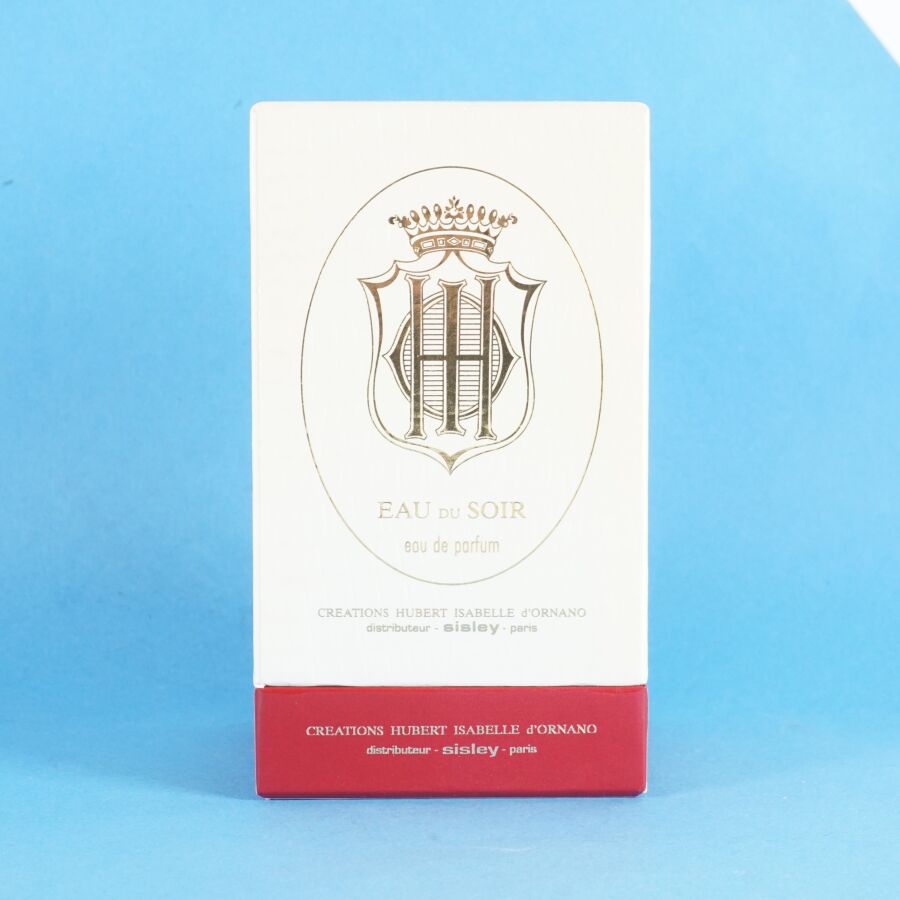 H
EAU DU SOIR
eau de parfum
CREATIONS HUBERT ISABELLE d'ORNANO
distributeur - sisley - paris
CREATIONS HUBERT ISABELLE d'ORNANO
distributeur - sisley - paris